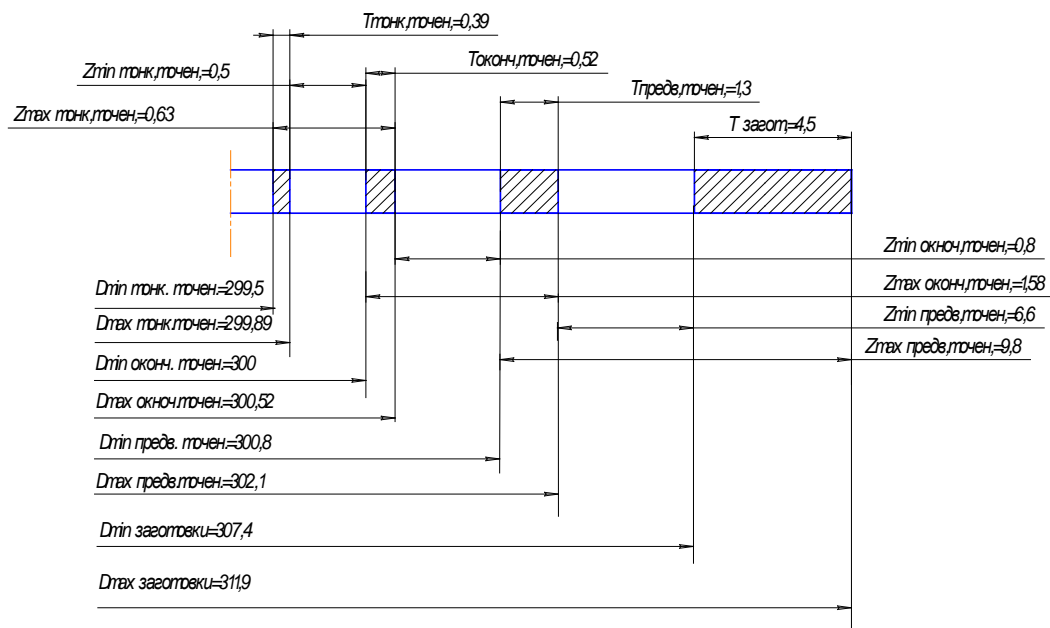 Tтонк,точен,=0,39
Tоконч,точен,=0,52
Zmin тонк,точен,=0,5
Tпредв,точен,=1,3
Zmax тонк,точен,=0,63
T загот,=4,5
Zmin окноч,точен,=0,8
Zmax оконч,точен,=1,58
Dmin тонк. точен.=299,5
Zmin предв,точен,=6,6
Dmax тонк.точен.=299,89
Zmax предв,точен,=9,8
Dmin оконч. точен.=300
Dmax окноч.точен.=300,52
Dmin предв. точен.=300,8
Dmax предв.точен.=302,1
Dmin заготовки=307,4
Dmax заготовки=311,9